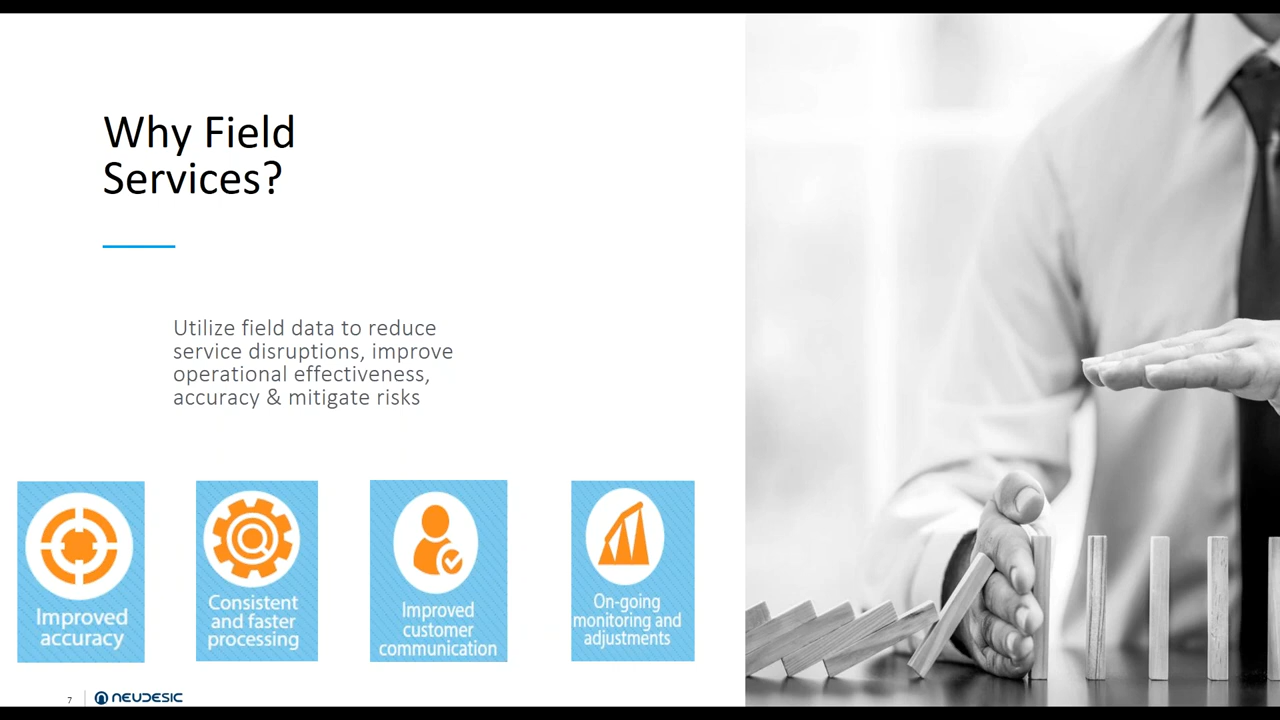 Why Field
Services?
Utilize field data to reduce
service disruptions, improve
operational effectiveness,
accuracy & mitigate risks
Improved
accuracy
Consistent
and faster
processing
Improved
customer
communication
On-going
monitoring and
adjustments
7
NEUDESIC